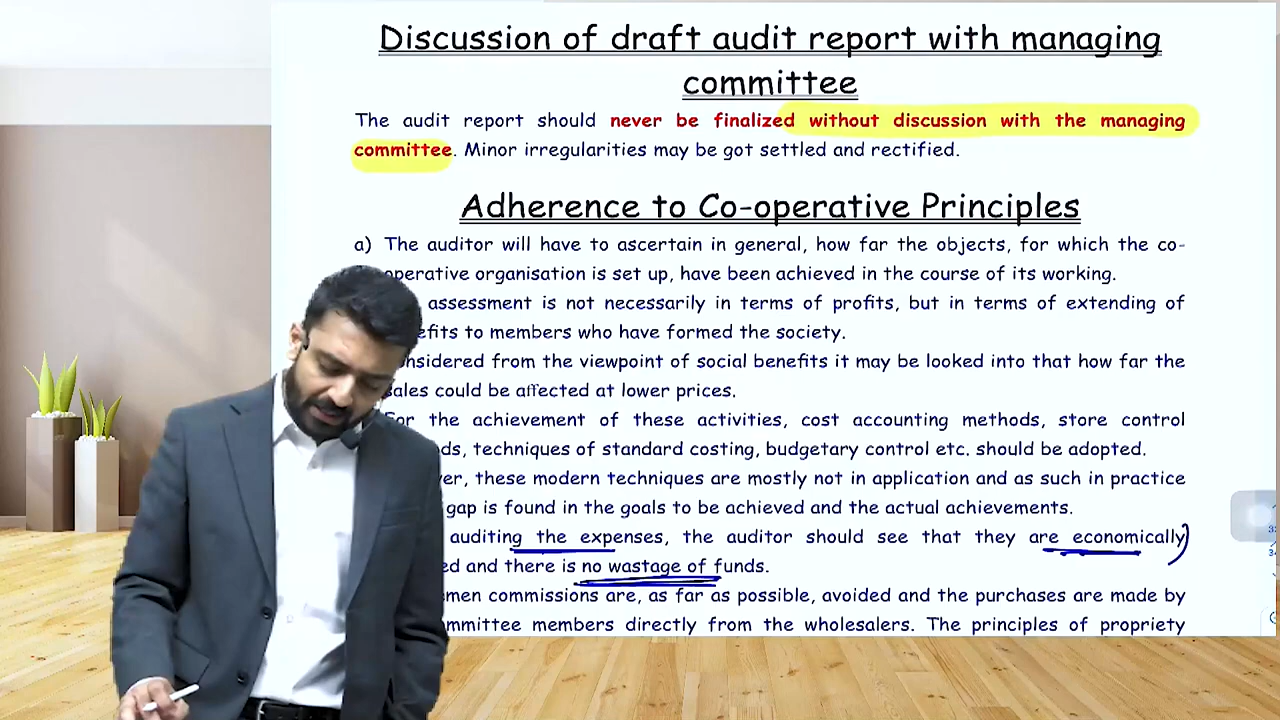 Discussion of draft audit report with managing
committee
The audit report should never be finalized without discussion with the managing
committee. Minor irregularities may be got settled and rectified.
Adherence to Co-operative Principles
a) The auditor will have to ascertain in general, how far the objects, for which the co-
operative organisation is set up, have been achieved in the course of its working.
assessment is not necessarily in terms of profits, but in terms of extending of
to members who have formed the society.
from the viewpoint of social benefits it may be looked into that how far the
sales could be affected at lower prices.
For the achievement of these activities, cost accounting methods, store control
techniques of standard costing, budgetary control etc. should be adopted.
these modern techniques are mostly not in application and as such in practice
gap is found in the goals to be achieved and the actual achievements.
auditing the expenses, the auditor should see that they are economically
and there is no wastage of funds.
commissions are, as far as possible, avoided and the purchases are made by
members directly from the wholesalers. The principles of propriety